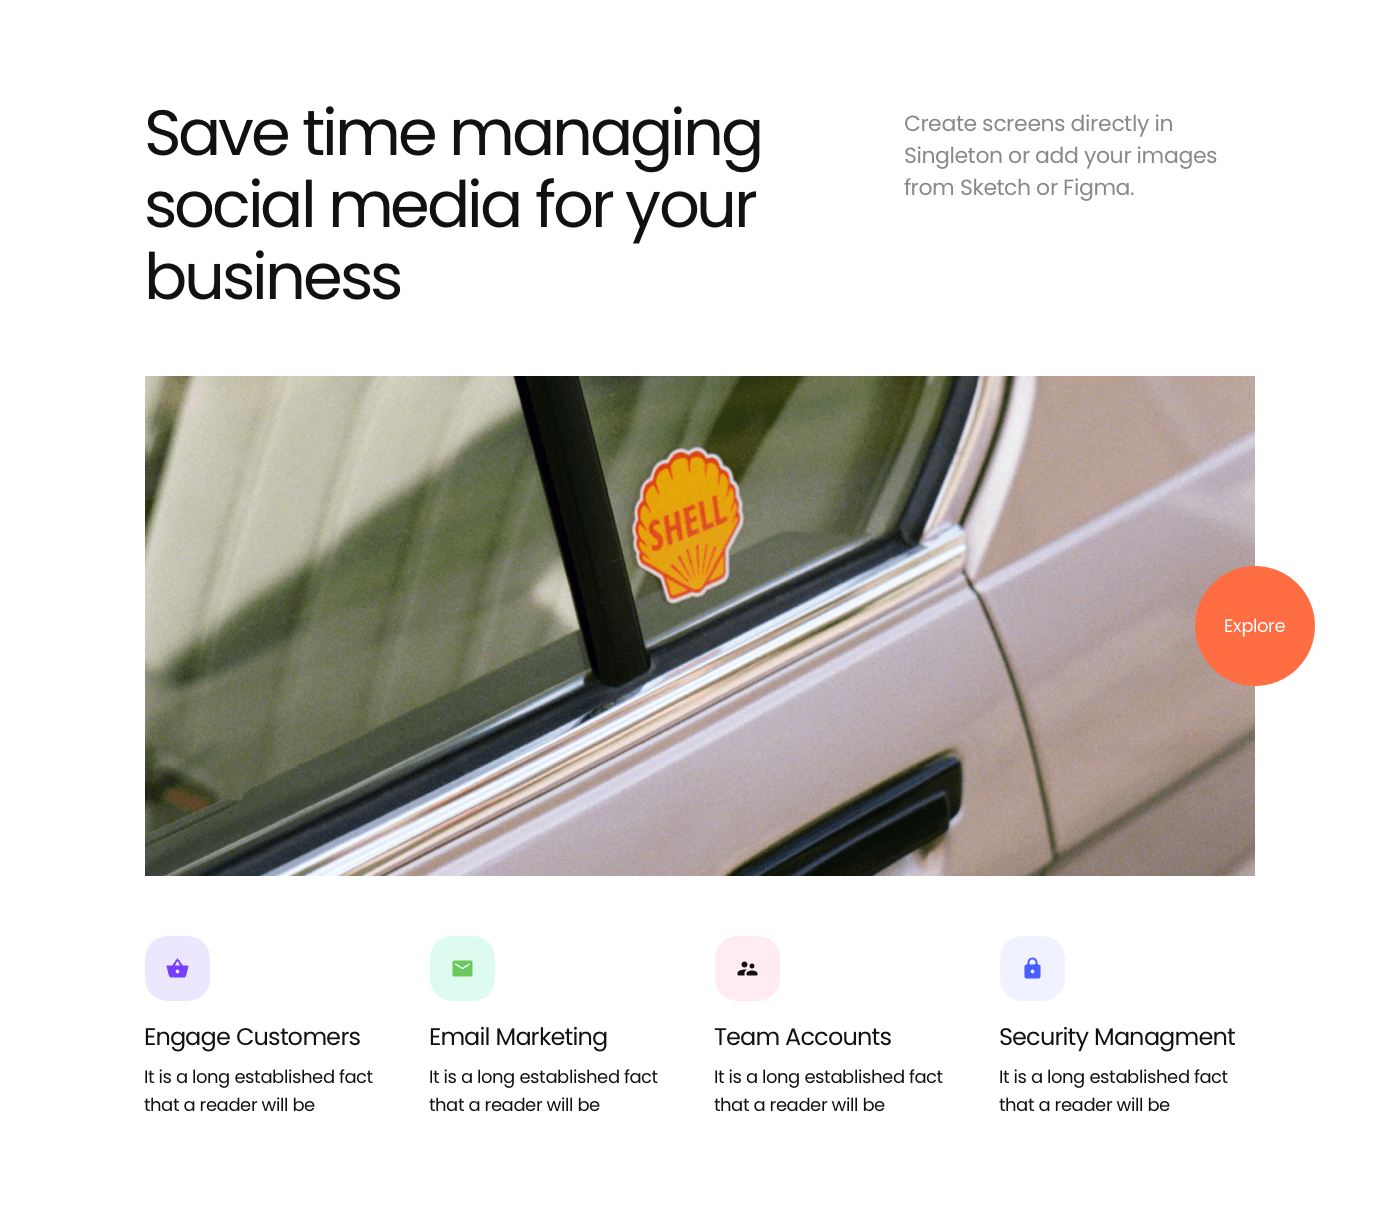 Save time managing
social media for your
business
Create screens directly in
Singleton or add your images
from Sketch or Figma.
SHELL
Explore
Engage Customers
It is a long established fact
that a reader will be
Email Marketing
It is a long established fact
that a reader will be
Team Accounts
It is a long established fact
that a reader will be
Security Managment
It is a long established fact
that a reader will be